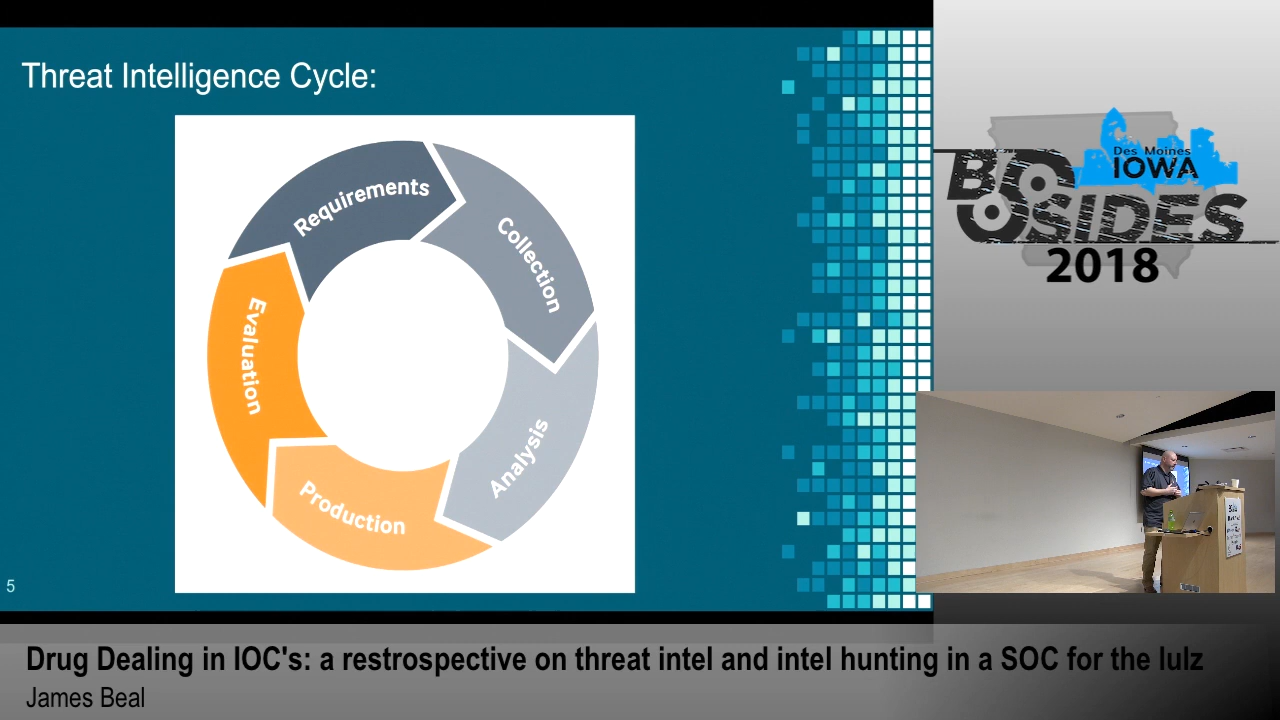 Threat Intelligence Cycle:
Requirements
Collection
Analysis
Production
Evaluation
5
Des Moines
IOWA
BSIDES
2018
Drug Dealing in IOC's: a restrospective on threat intel and intel hunting in a SOC for the lulz
James Beal